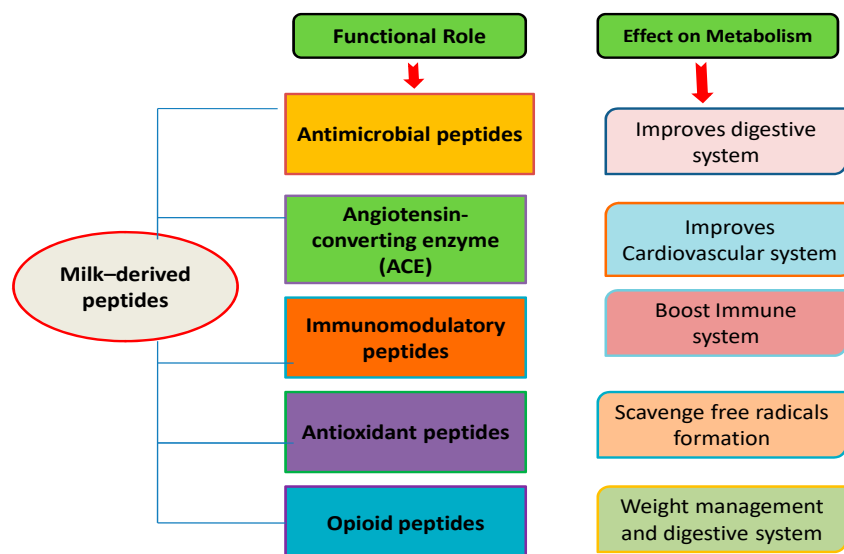 Functional Role
Effect on Metabolism
Antimicrobial peptides
Improves digestive
system
Angiotensin-
converting enzyme
(ACE)
Improves
Cardiovascular system
Milk–derived
peptides
Immunomodulatory
peptides
Boost Immune
system
Antioxidant peptides
Scavenge free radicals
formation
Opioid peptides
Weight management
and digestive system